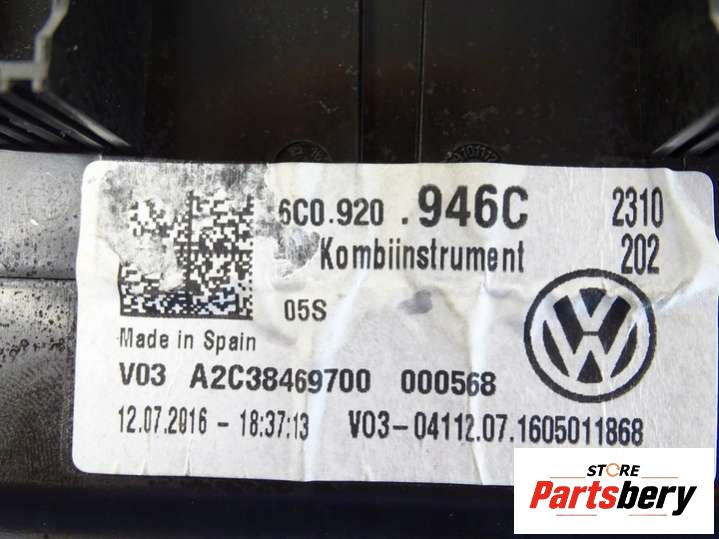 6C0.920 .946C 2310
Kombiinstrument 202
05S
Made in Spain
V03 A2C38469700 000568
12.07.2016 - 18:37:13 V03-04112.07.1605011868
STORE
Partsbery